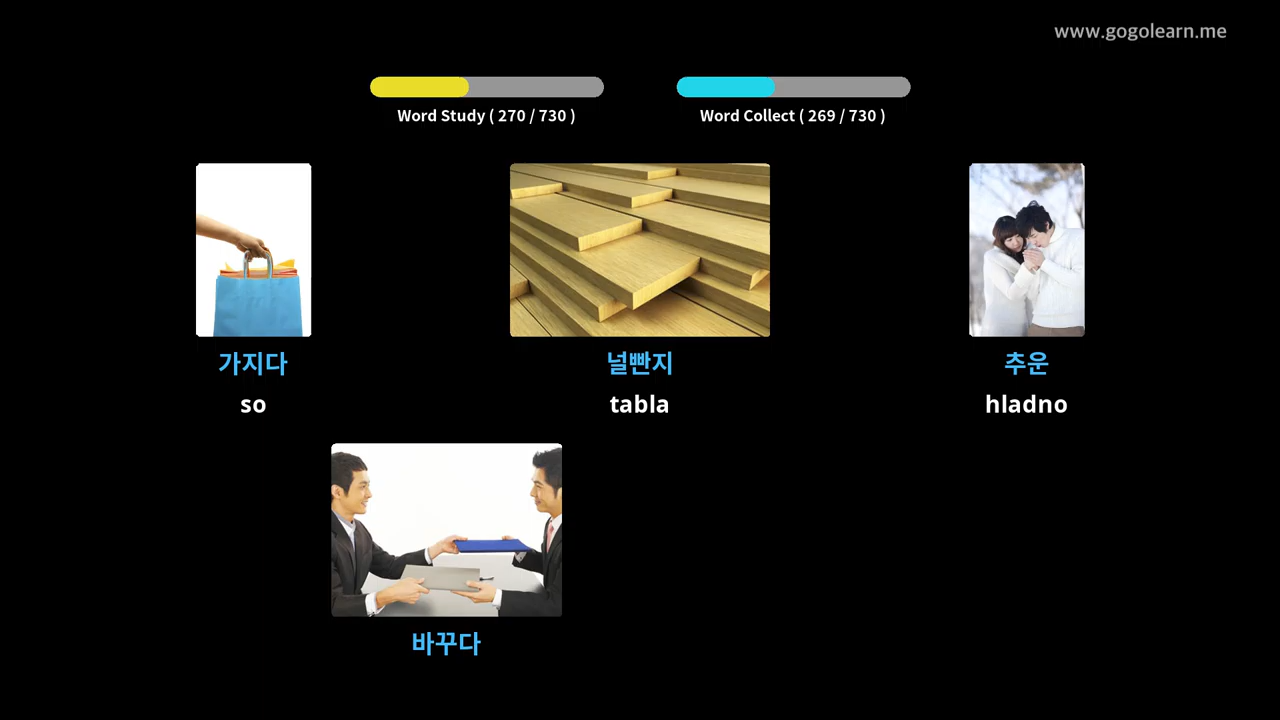 www.gogolearn.me
Word Study ( 270 / 730 )
Word Collect ( 269 / 730 )
가지다
so
널빤지
tabla
추운
hladno
바꾸다